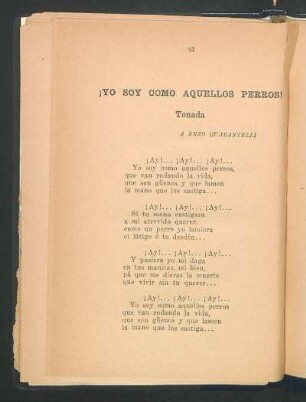 ¡YO SOY COMO AQUELLOS PERROS!
Tonada
A ENZO QUARANTELLI
¡Ay!... ¡Ay!... ¡Ay!...
Yo soy como aquellos perros,
que van rodando la vida,
que son güenos y que lamen
la mano que los castiga...
¡Ay!... ¡Ay!... ¡Ay!...
Si tu mano castigara
a mi atrevido querer,
como un perro yo lamiera
el látigo é tu desdén...
¡Ay!... ¡Ay!... ¡Ay!...
Y pusiera yo mi daga
en tus manitas, mi bien,
pá que me dieras la muerte
que vivir sin tu querer...
¡Ay!... ¡Ay!... ¡Ay!...
Yo soy como aquellos perros
que van rodando la vida,
que son güenos y que lamen
la mano que los castiga...